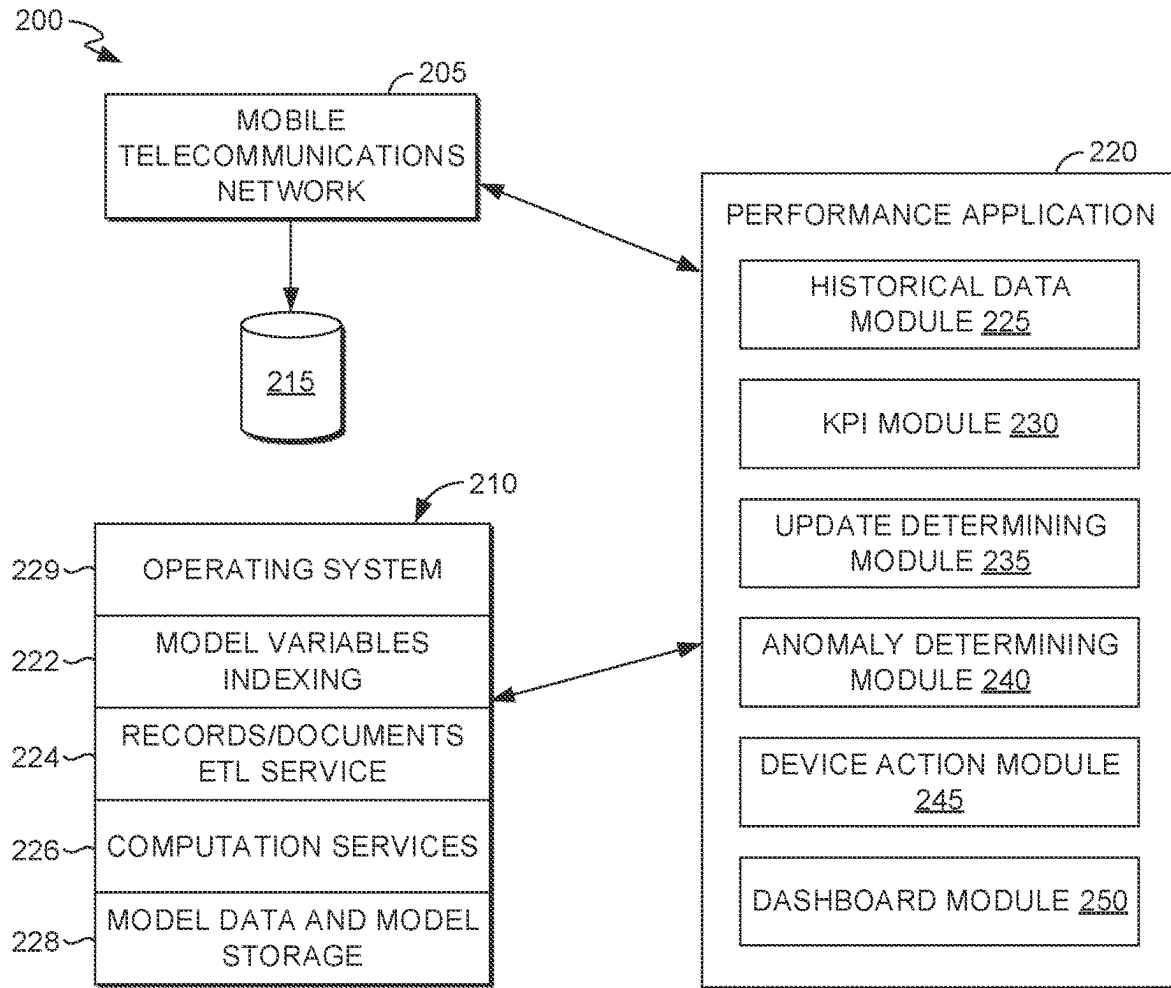 200
205
MOBILE
TELECOMMUNICATIONS
NETWORK
215
210
229
OPERATING SYSTEM
222
MODEL VARIABLES
INDEXING
224
RECORDS/DOCUMENTS
ETL SERVICE
226
COMPUTATION SERVICES
228
MODEL DATA AND MODEL
STORAGE
220
PERFORMANCE APPLICATION
HISTORICAL DATA
MODULE 225
KPI MODULE 230
UPDATE DETERMINING
MODULE 235
ANOMALY DETERMINING
MODULE 240
DEVICE ACTION MODULE
245
DASHBOARD MODULE 250